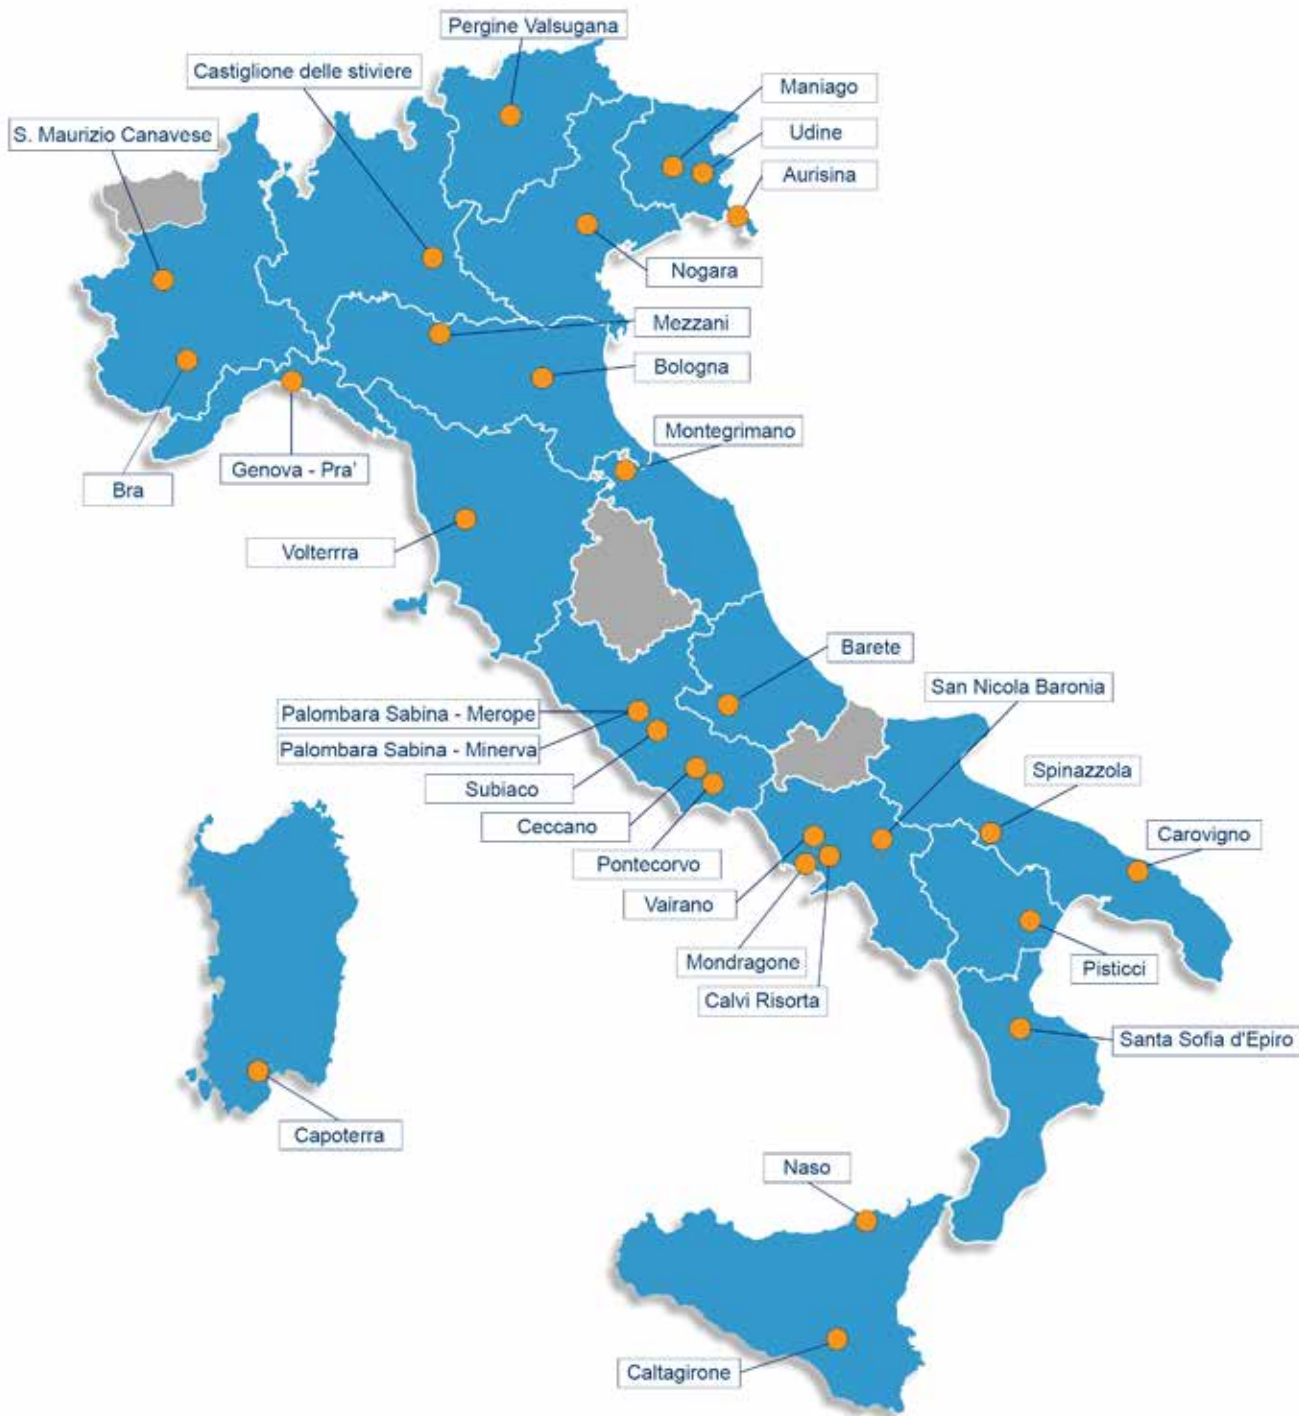 Pergine Valsugana
Castiglione delle stiviere
Maniago
S. Maurizio Canavese
Udine
Aurisina
Nogara
Mezzani
Bologna
Montegrimano
Genova - Pra'
Bra
Volterrra
Barete
San Nicola Baronia
Palombara Sabina - Merope
Palombara Sabina - Minerva
Spinazzola
Subiaco
Ceccano
Carovigno
Pontecorvo
Vairano
Mondragone
Pisticci
Calvi Risorta
Santa Sofia d'Epiro
Capoterra
Naso
Caltagirone